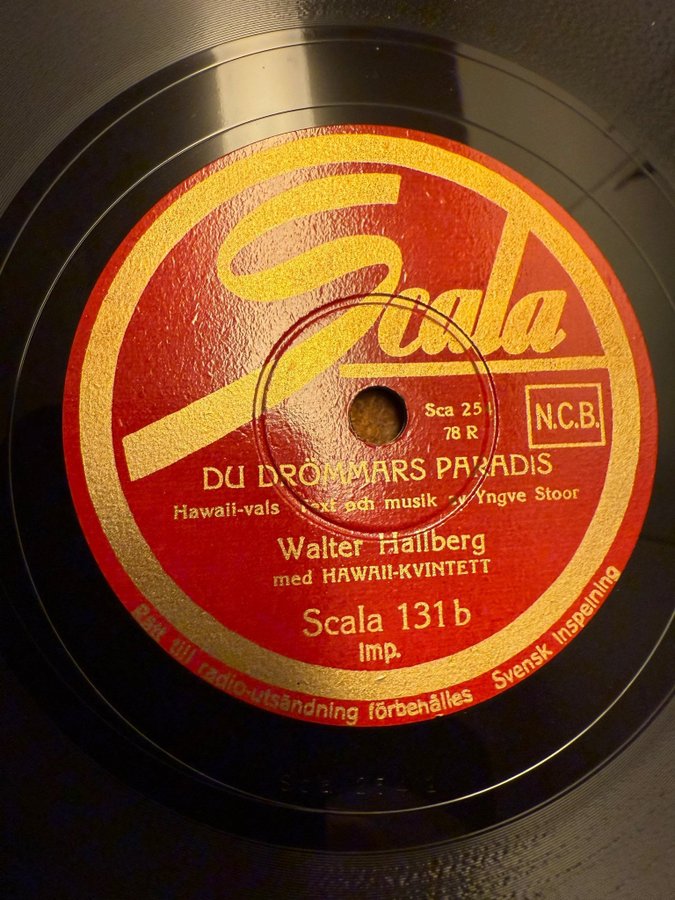 Scala
Sca 251
78 R
N.C.B.
DU DRÖMMARS PARADIS
Hawaii-vals Text och musik av Yngve Stoor
Walter Hallberg
med HAWAII-KVINTETT
Scala 131 b
Imp.
Rätt till radio-utsändning förbehålles Svensk Inspelning